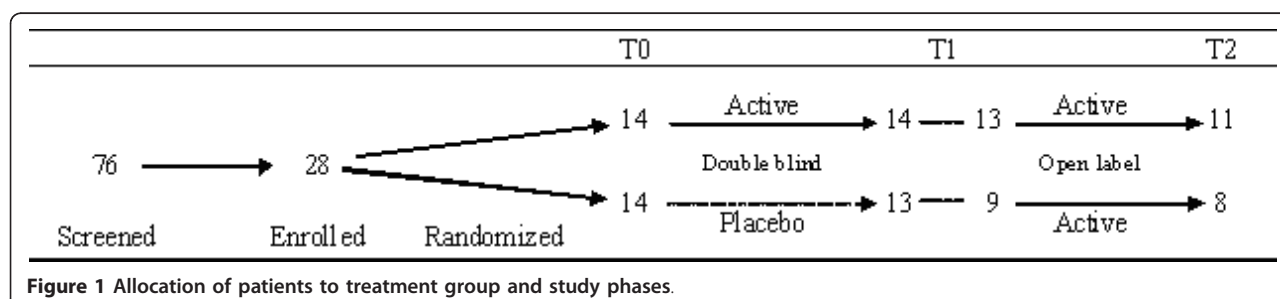 T0 T1 T2
14 Active 14 13 Active 11
76 28 Double blind Open label
14 Placebo 13 9 Active 8
Screened Enrolled Randomized
Figure 1 Allocation of patients to treatment group and study phases.